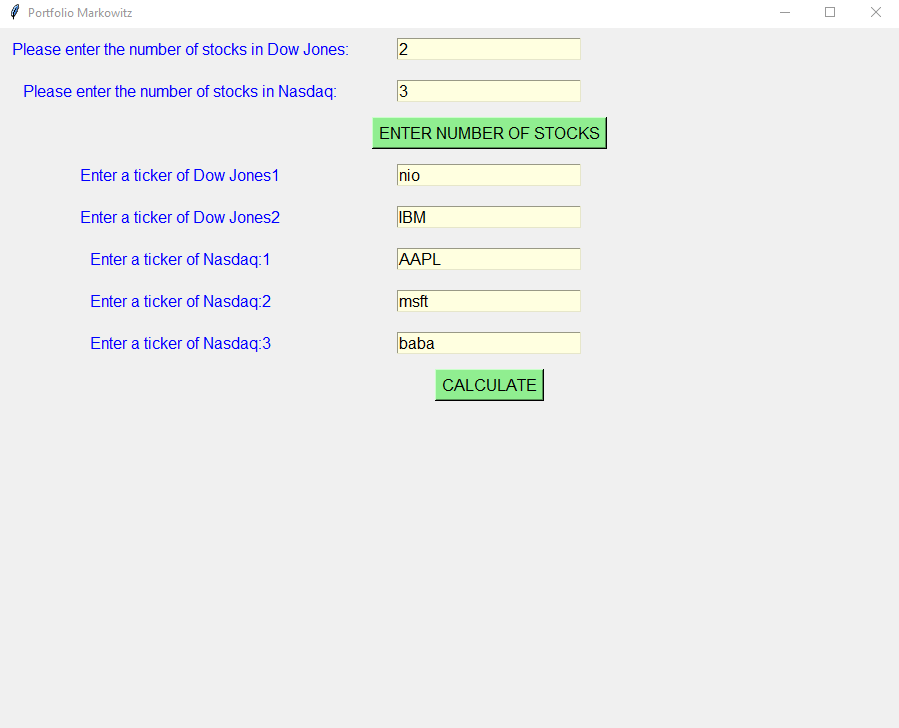 Portfolio Markowitz
Please enter the number of stocks in Dow Jones: 2
Please enter the number of stocks in Nasdaq: 3
ENTER NUMBER OF STOCKS
Enter a ticker of Dow Jones1 nio
Enter a ticker of Dow Jones2 IBM
Enter a ticker of Nasdaq:1 AAPL
Enter a ticker of Nasdaq:2 msft
Enter a ticker of Nasdaq:3 baba
CALCULATE